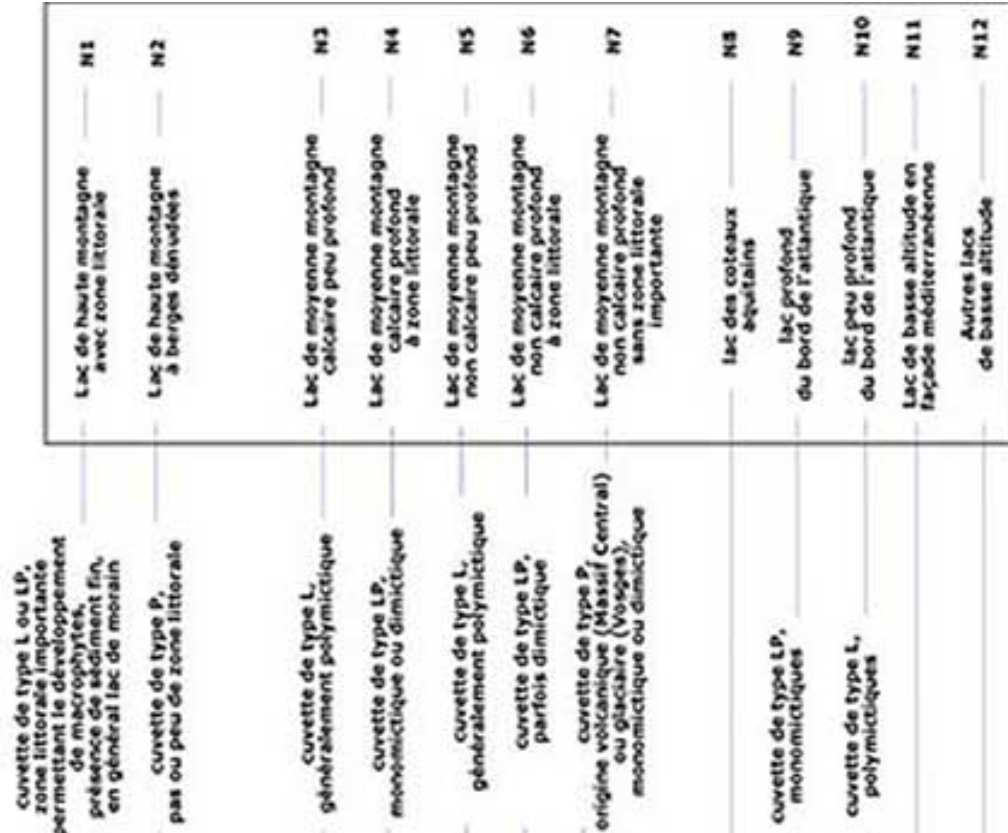 cuvette de type L ou LP,
zone littorale importante
permettant le développement
de macrophytes,
présence de sédiment fin,
en général lac de morain
Lac de haute montagne
avec zone littorale
N1
cuvette de type P,
pas ou peu de zone littorale
Lac de haute montagne
à berges dénudées
N2
cuvette de type L,
généralement polymictique
Lac de moyenne montagne
calcaire peu profond
N3
cuvette de type LP,
monomictique ou dimictique
Lac de moyenne montagne
calcaire profond
à zone littorale
N4
cuvette de type L,
généralement polymictique
Lac de moyenne montagne
non calcaire peu profond
N5
cuvette de type LP,
parfois dimictique
Lac de moyenne montagne
non calcaire profond
à zone littorale
N6
cuvette de type P,
origine volcanique (Massif Central)
ou glaciaire (Vosges),
monomictique ou dimictique
Lac de moyenne montagne
non calcaire profond
sans zone littorale
importante
N7
lac des coteaux
aquitains
N8
cuvette de type LP,
monomictiques
lac profond
du bord de l'atlantique
N9
cuvette de type L,
polymictiques
lac peu profond
du bord de l'atlantique
N10
Lac de basse altitude en
façade méditerranéenne
N11
Autres lacs
de basse altitude
N12